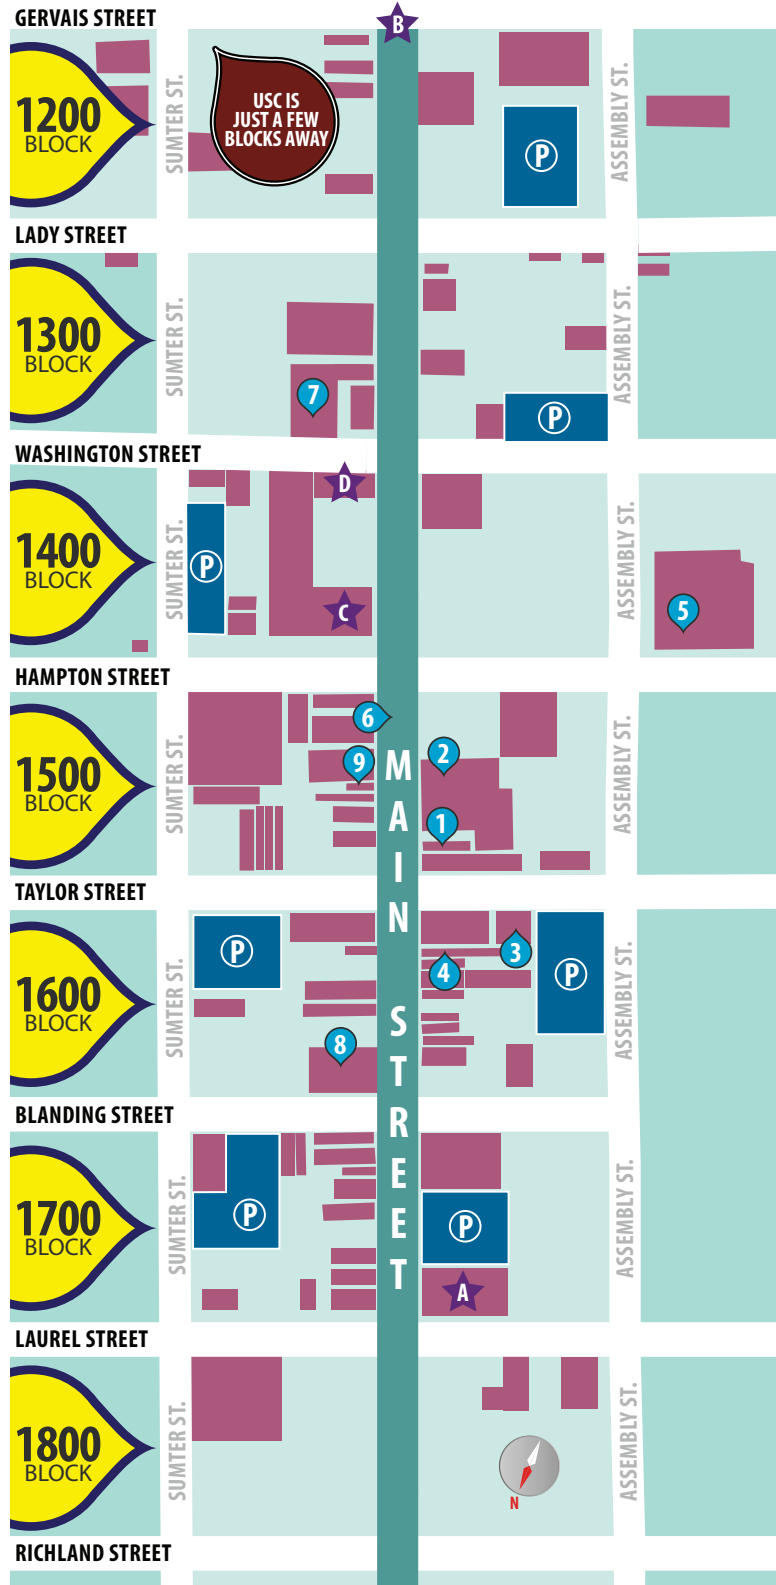 GERVAIS STREET
B
1200
BLOCK
SUMTER ST.
USC IS
JUST A FEW
BLOCKS AWAY
P
ASSEMBLY ST.
LADY STREET
1300
BLOCK
SUMTER ST.
7
P
ASSEMBLY ST.
WASHINGTON STREET
D
1400
BLOCK
SUMTER ST.
P
C
ASSEMBLY ST.
5
HAMPTON STREET
6
1500
BLOCK
SUMTER ST.
9
2
1
ASSEMBLY ST.
MAIN STREET
TAYLOR STREET
1600
BLOCK
SUMTER ST.
P
8
3
4
P
ASSEMBLY ST.
BLANDING STREET
1700
BLOCK
SUMTER ST.
P
P
A
ASSEMBLY ST.
LAUREL STREET
1800
BLOCK
SUMTER ST.
N
ASSEMBLY ST.
RICHLAND STREET